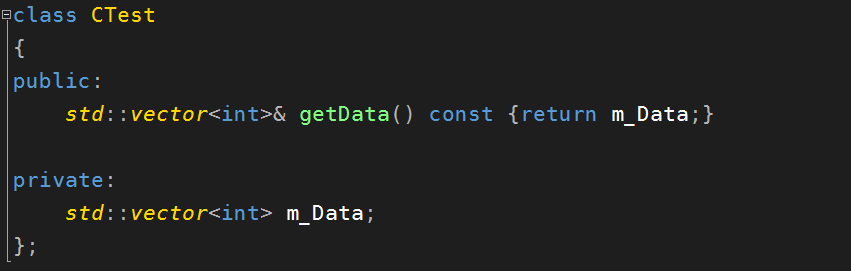 class CTest
{
public:
    std::vector<int>& getData() const {return m_Data;}

private:
    std::vector<int> m_Data;
};